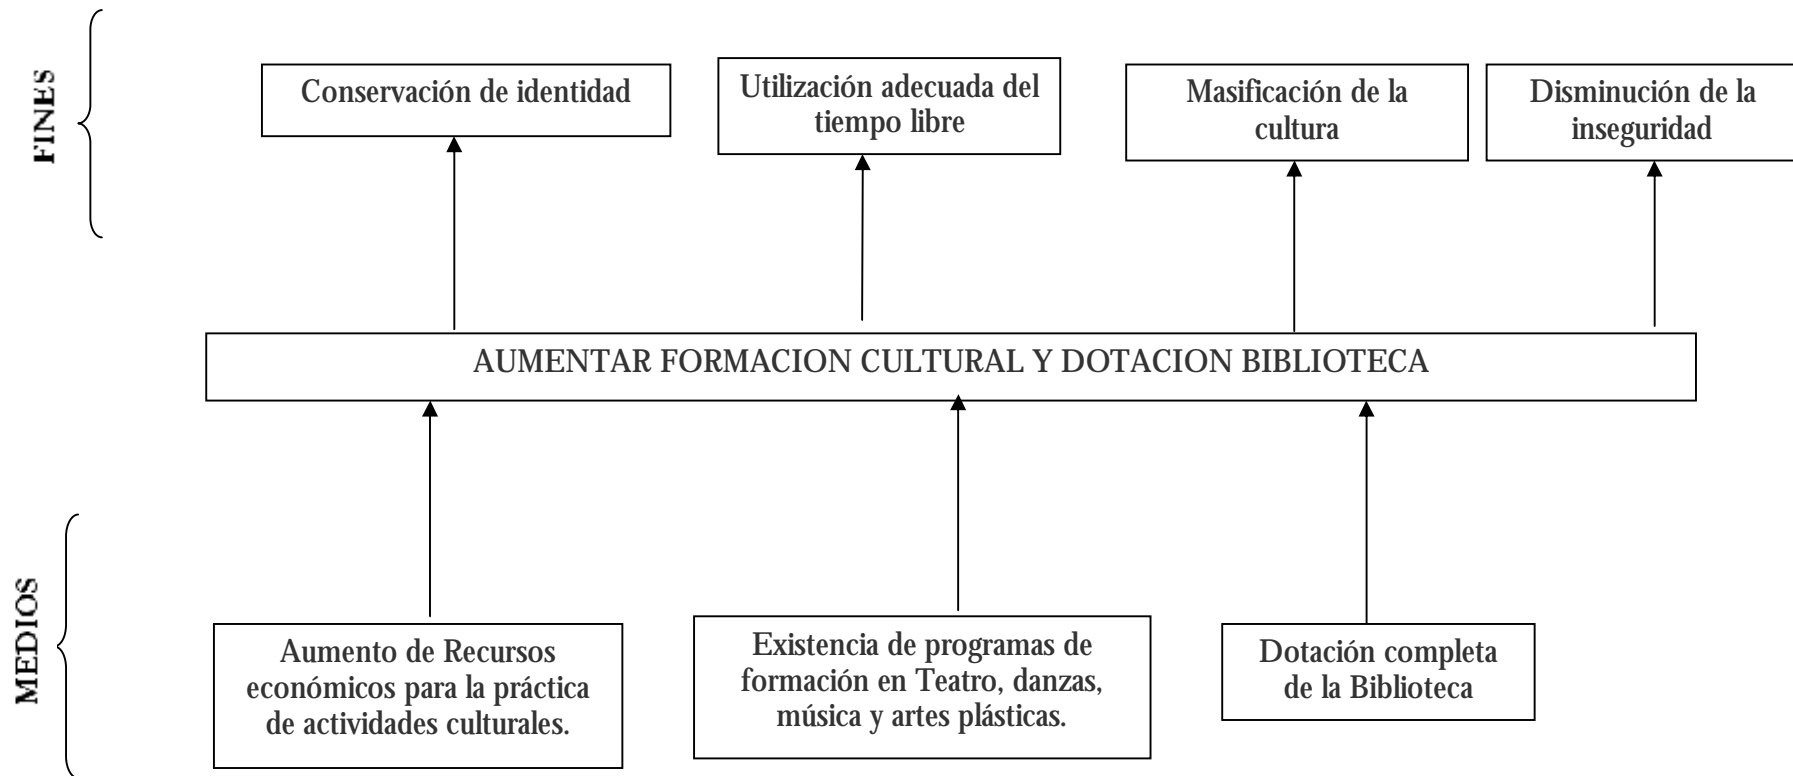 FINES
Conservación de identidad
Utilización adecuada del
tiempo libre
Masificación de la
cultura
Disminución de la
inseguridad
AUMENTAR FORMACION CULTURAL Y DOTACION BIBLIOTECA
MEDIOS
Aumento de Recursos
económicos para la práctica
de actividades culturales.
Existencia de programas de
formación en Teatro, danzas,
música y artes plásticas.
Dotación completa
de la Biblioteca